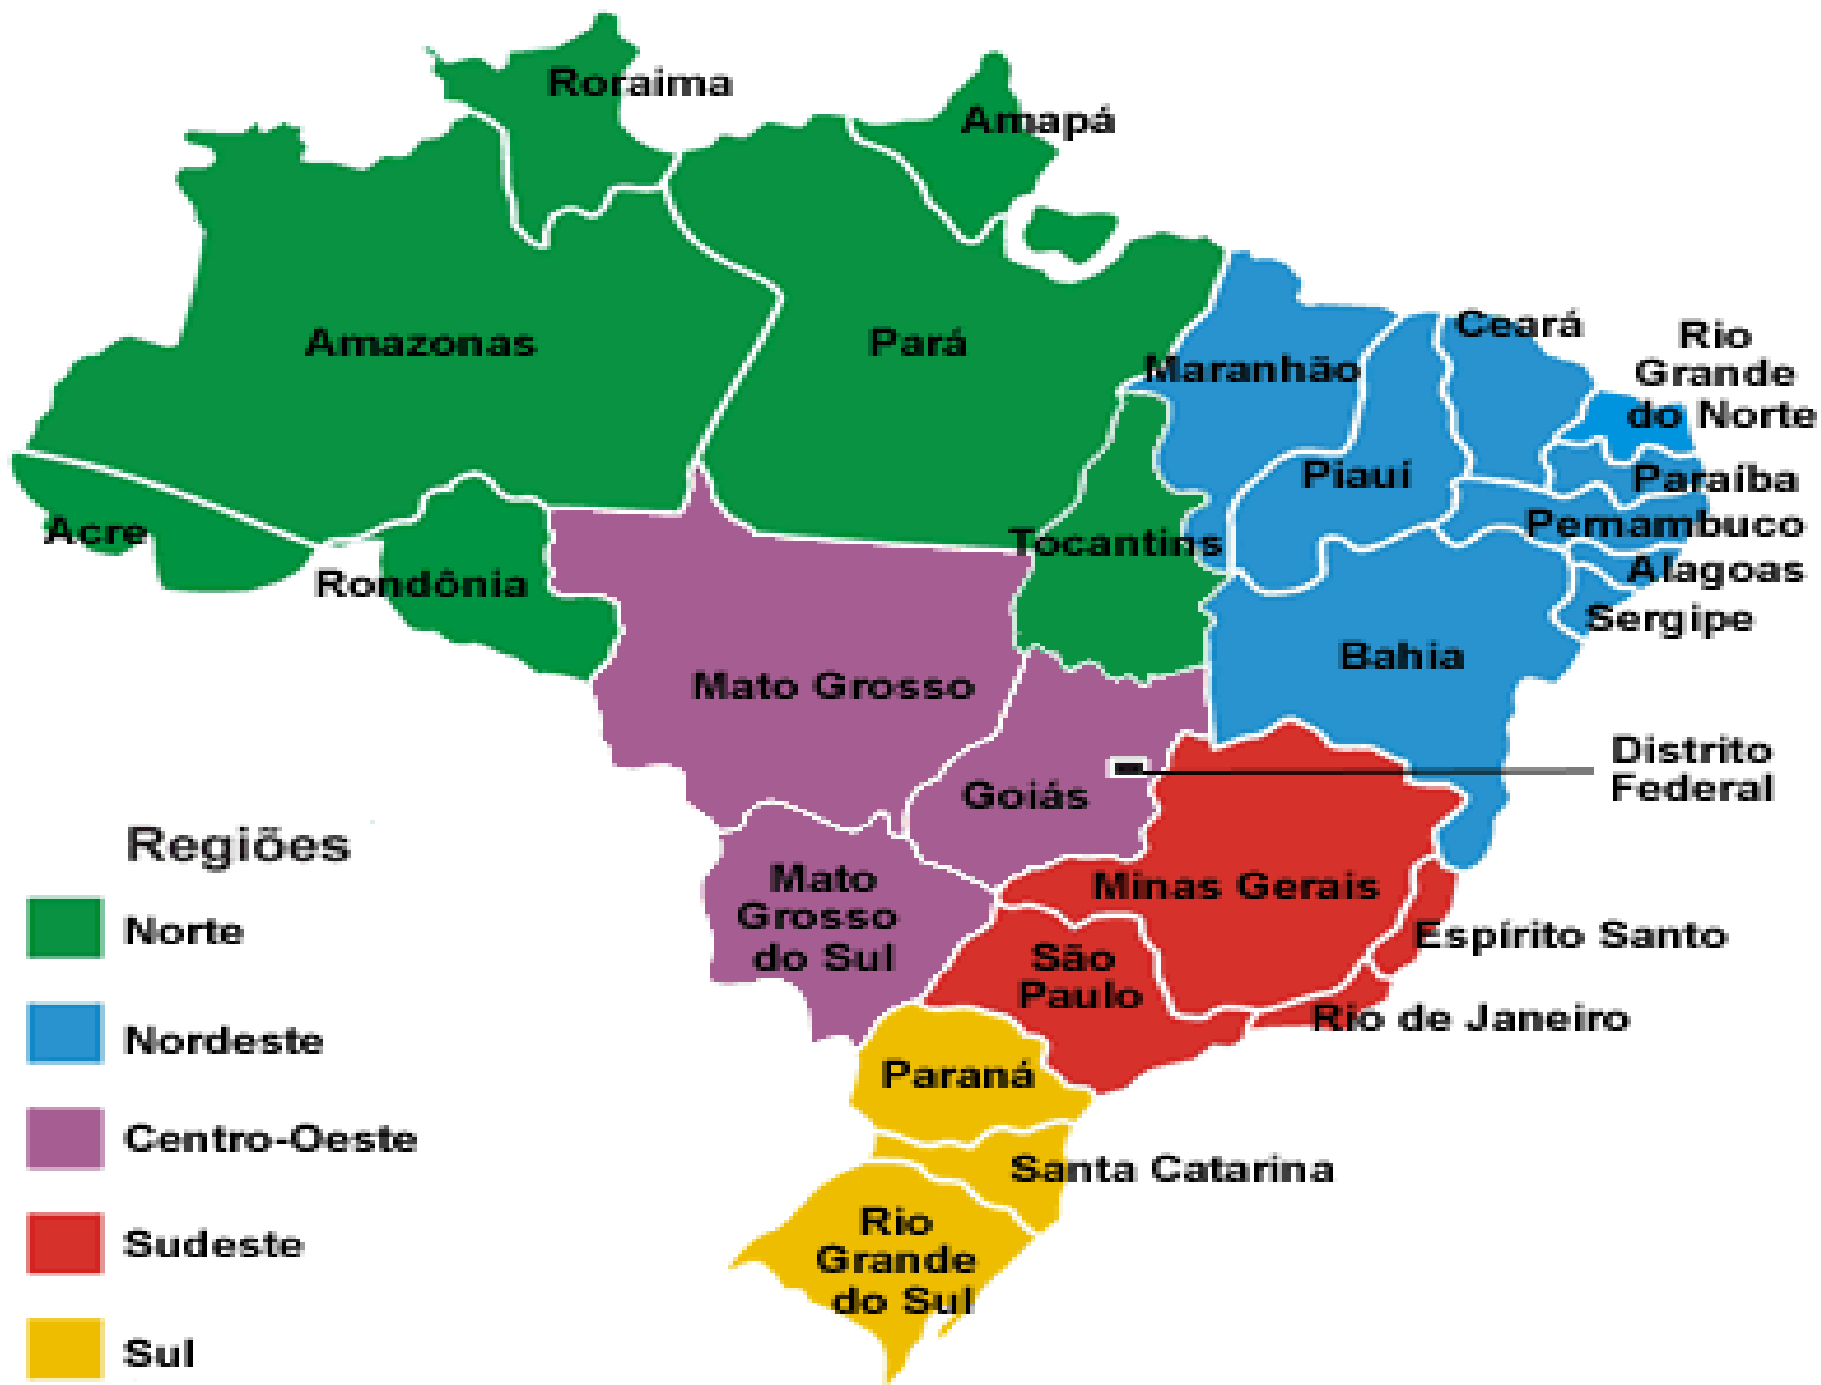 Roraima
Amapá
Amazonas
Pará
Maranhão
Ceará
Rio
Grande
do Norte
Piauí
Paraíba
Pernambuco
Acre
Tocantins
Alagoas
Rondônia
Sergipe
Bahia
Mato Grosso
Distrito
Federal
Goiás
Mato
Grosso
do Sul
Minas Gerais
Espírito Santo
São
Paulo
Rio de Janeiro
Paraná
Santa Catarina
Rio
Grande
do Sul
Regiões
Norte
Nordeste
Centro-Oeste
Sudeste
Sul